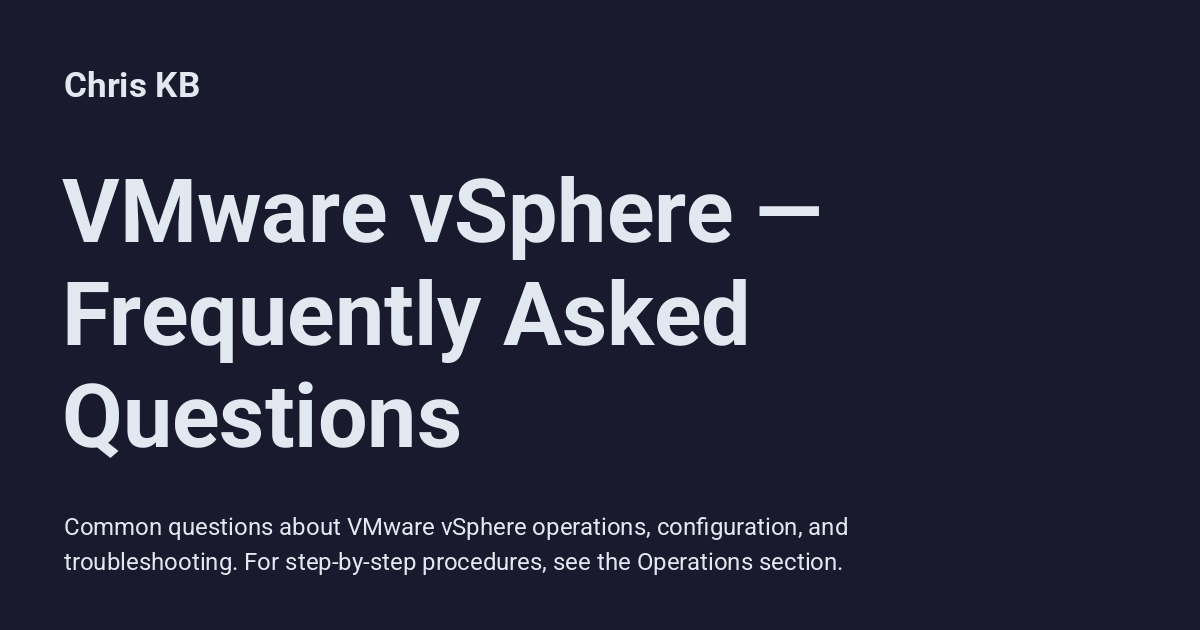 Chris KB
VMware vSphere —
Frequently Asked
Questions
Common questions about VMware vSphere operations, configuration, and
troubleshooting. For step-by-step procedures, see the Operations section.